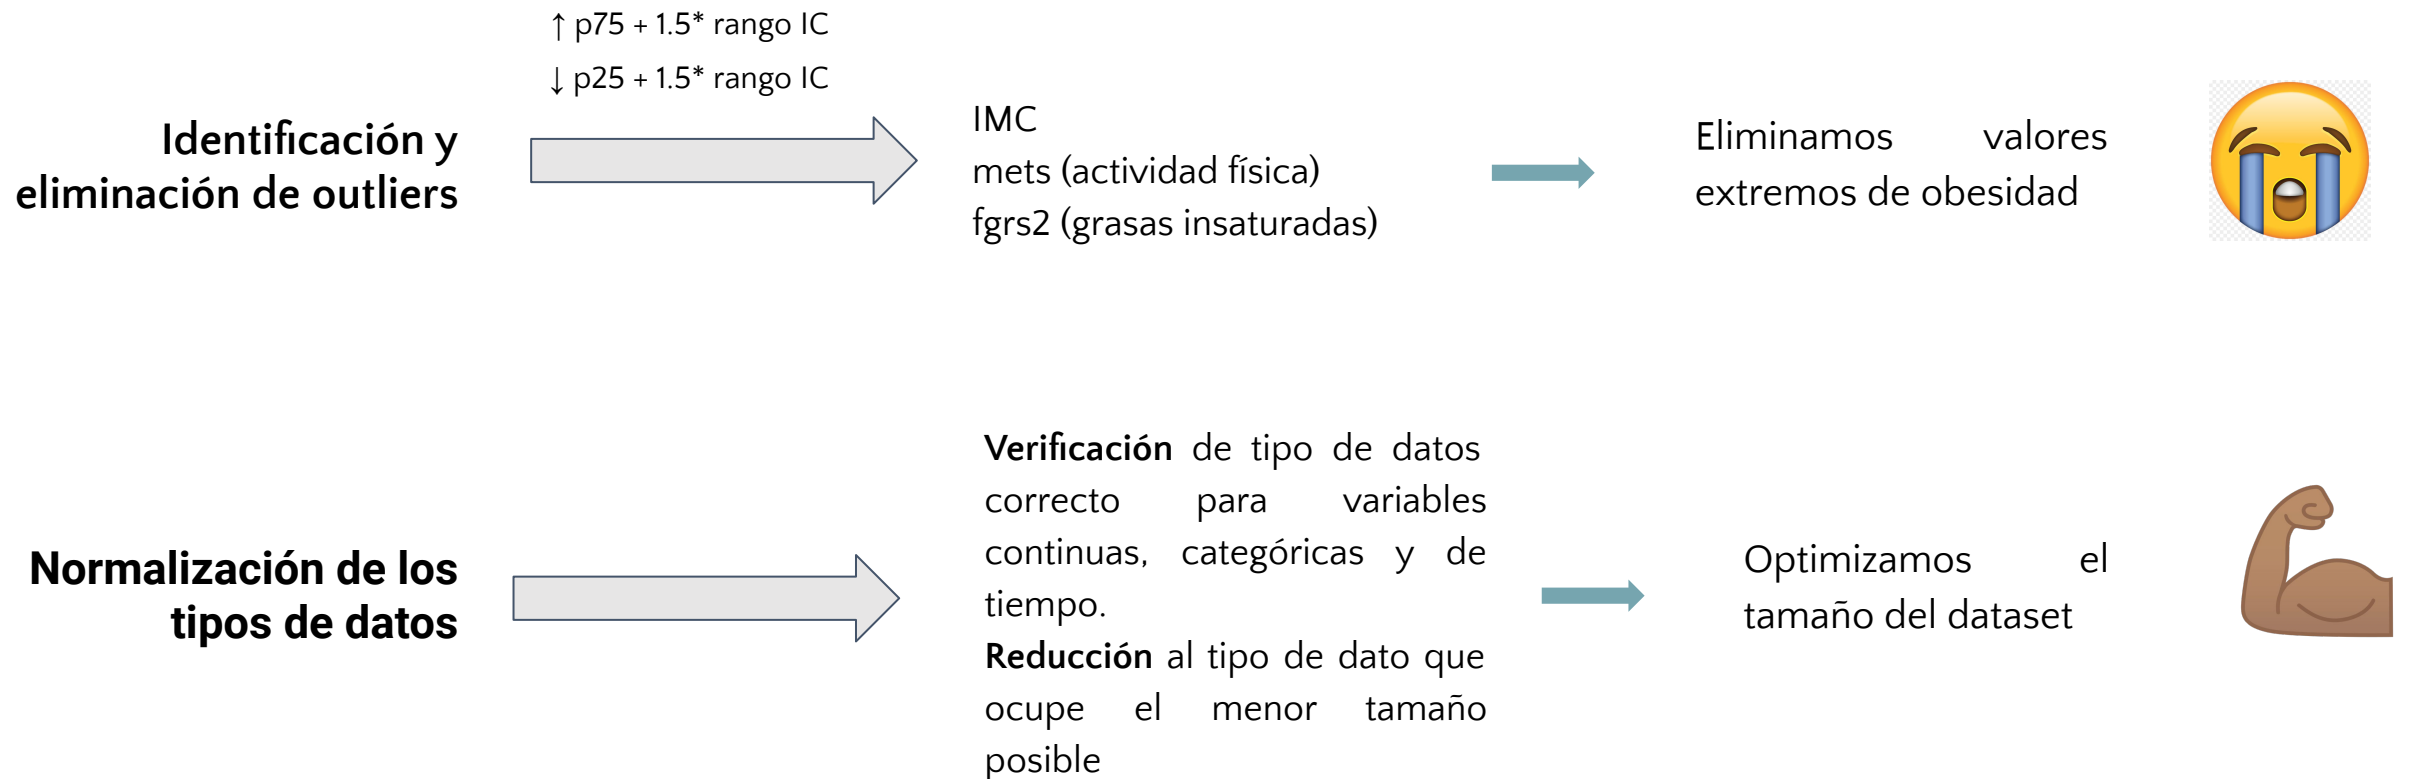 ↑ p75 + 1.5* rango IC
↓ p25 + 1.5* rango IC
Identificación y
eliminación de outliers
IMC
mets (actividad física)
fgrs2 (grasas insaturadas)
Eliminamos valores
extremos de obesidad
Normalización de los
tipos de datos
Verificación de tipo de datos
correcto para variables
continuas, categóricas y de
tiempo.
Reducción al tipo de dato que
ocupe el menor tamaño
posible
Optimizamos el
tamaño del dataset